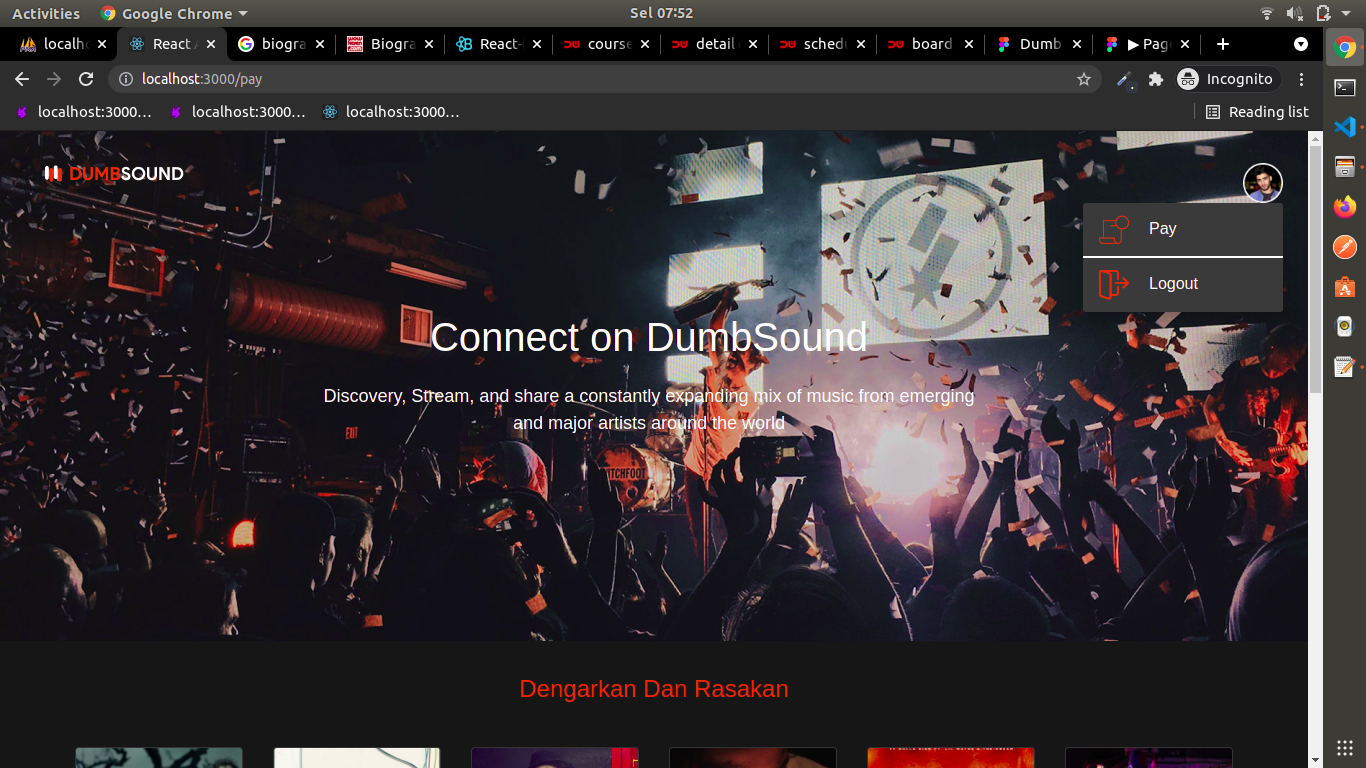 Activities
Google Chrome
Sel 07:52
localho
React A
biogra
Biogra
React-
course
detail
schedu
board
Dumb
▶ Page
localhost:3000/pay
Incognito
localhost:3000…
localhost:3000…
localhost:3000…
Reading list
DUMBSOUND
Pay
Logout
Connect on DumbSound
Discovery, Stream, and share a constantly expanding mix of music from emerging
and major artists around the world
EXIT
Dengarkan Dan Rasakan